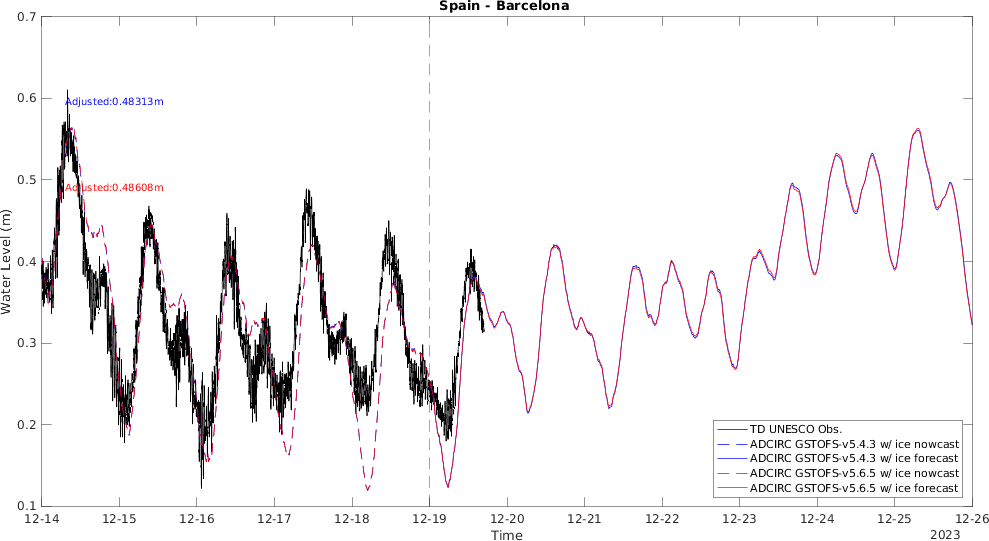 Spain - Barcelona
0.7
0.6
0.5
0.4
0.3
0.2
0.1
Water Level (m)
Adjusted:0.48313m
Adjusted:0.48608m
TD UNESCO Obs.
ADCIRC GSTOFS-v5.4.3 w/ ice nowcast
ADCIRC GSTOFS-v5.4.3 w/ ice forecast
ADCIRC GSTOFS-v5.6.5 w/ ice nowcast
ADCIRC GSTOFS-v5.6.5 w/ ice forecast
12-14 12-15 12-16 12-17 12-18 12-19 12-20 12-21 12-22 12-23 12-24 12-25 12-26
Time
2023